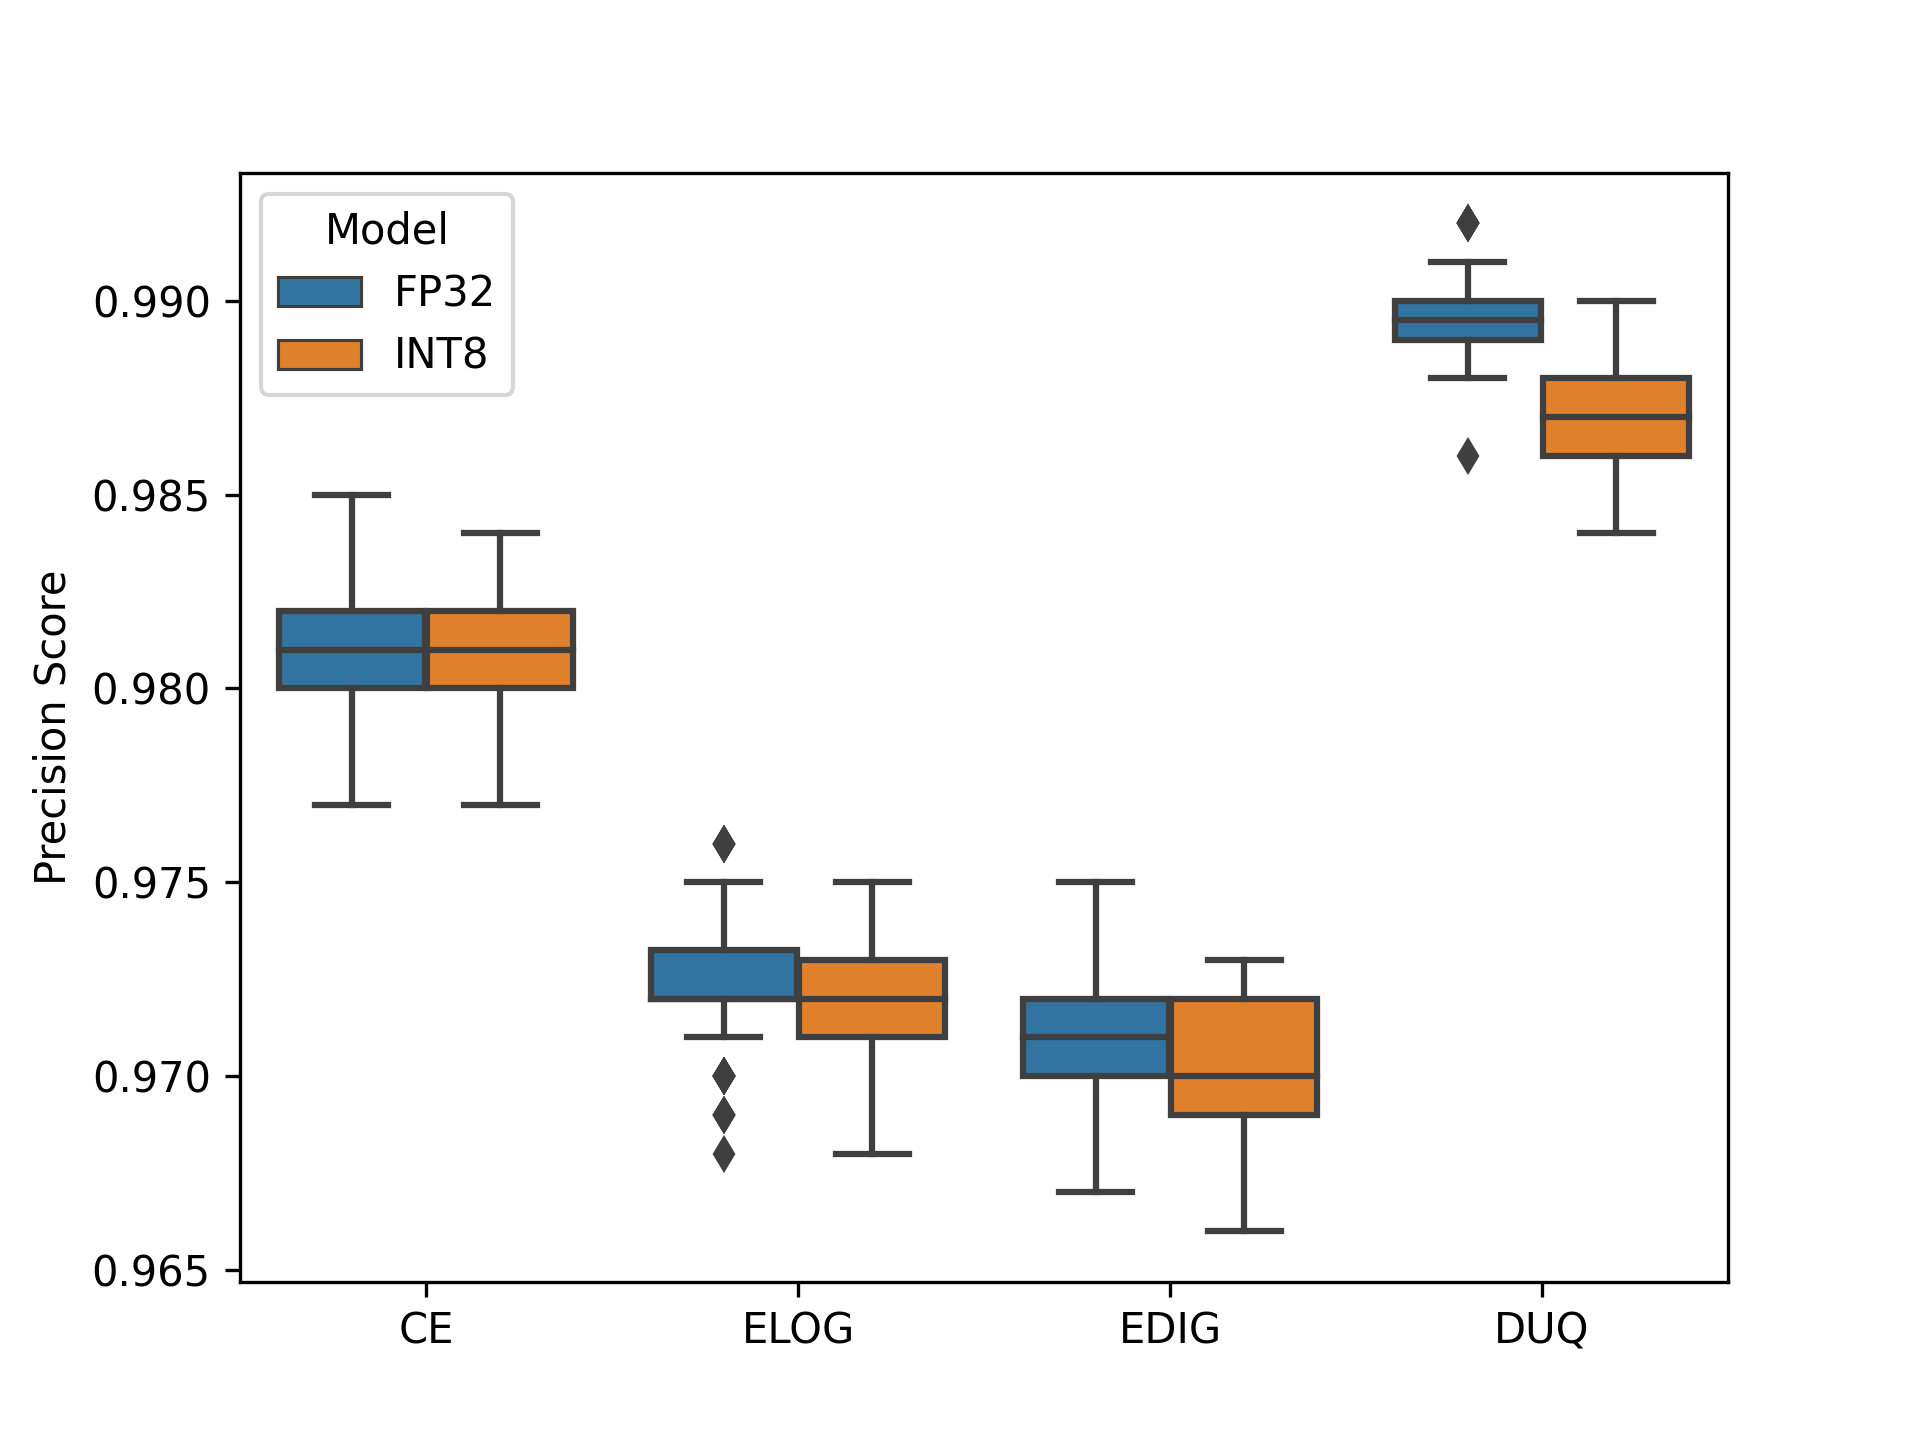 Model
FP32
INT8
Precision Score
0.990
0.985
0.980
0.975
0.970
0.965
CE
ELOG
EDIG
DUQ